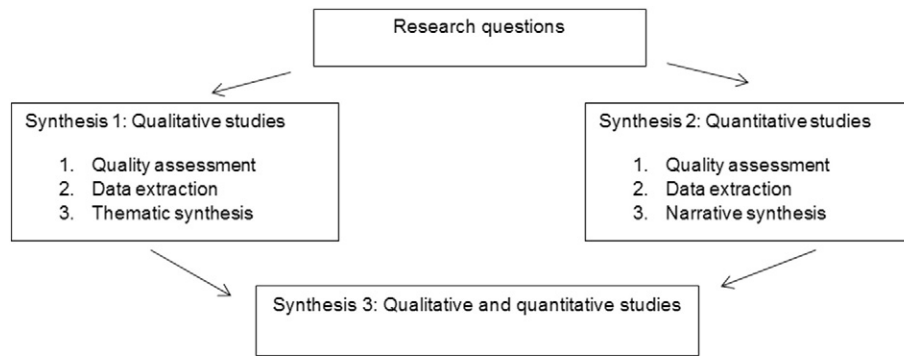 Research questions
Synthesis 1: Qualitative studies
1. Quality assessment
2. Data extraction
3. Thematic synthesis
Synthesis 2: Quantitative studies
1. Quality assessment
2. Data extraction
3. Narrative synthesis
Synthesis 3: Qualitative and quantitative studies